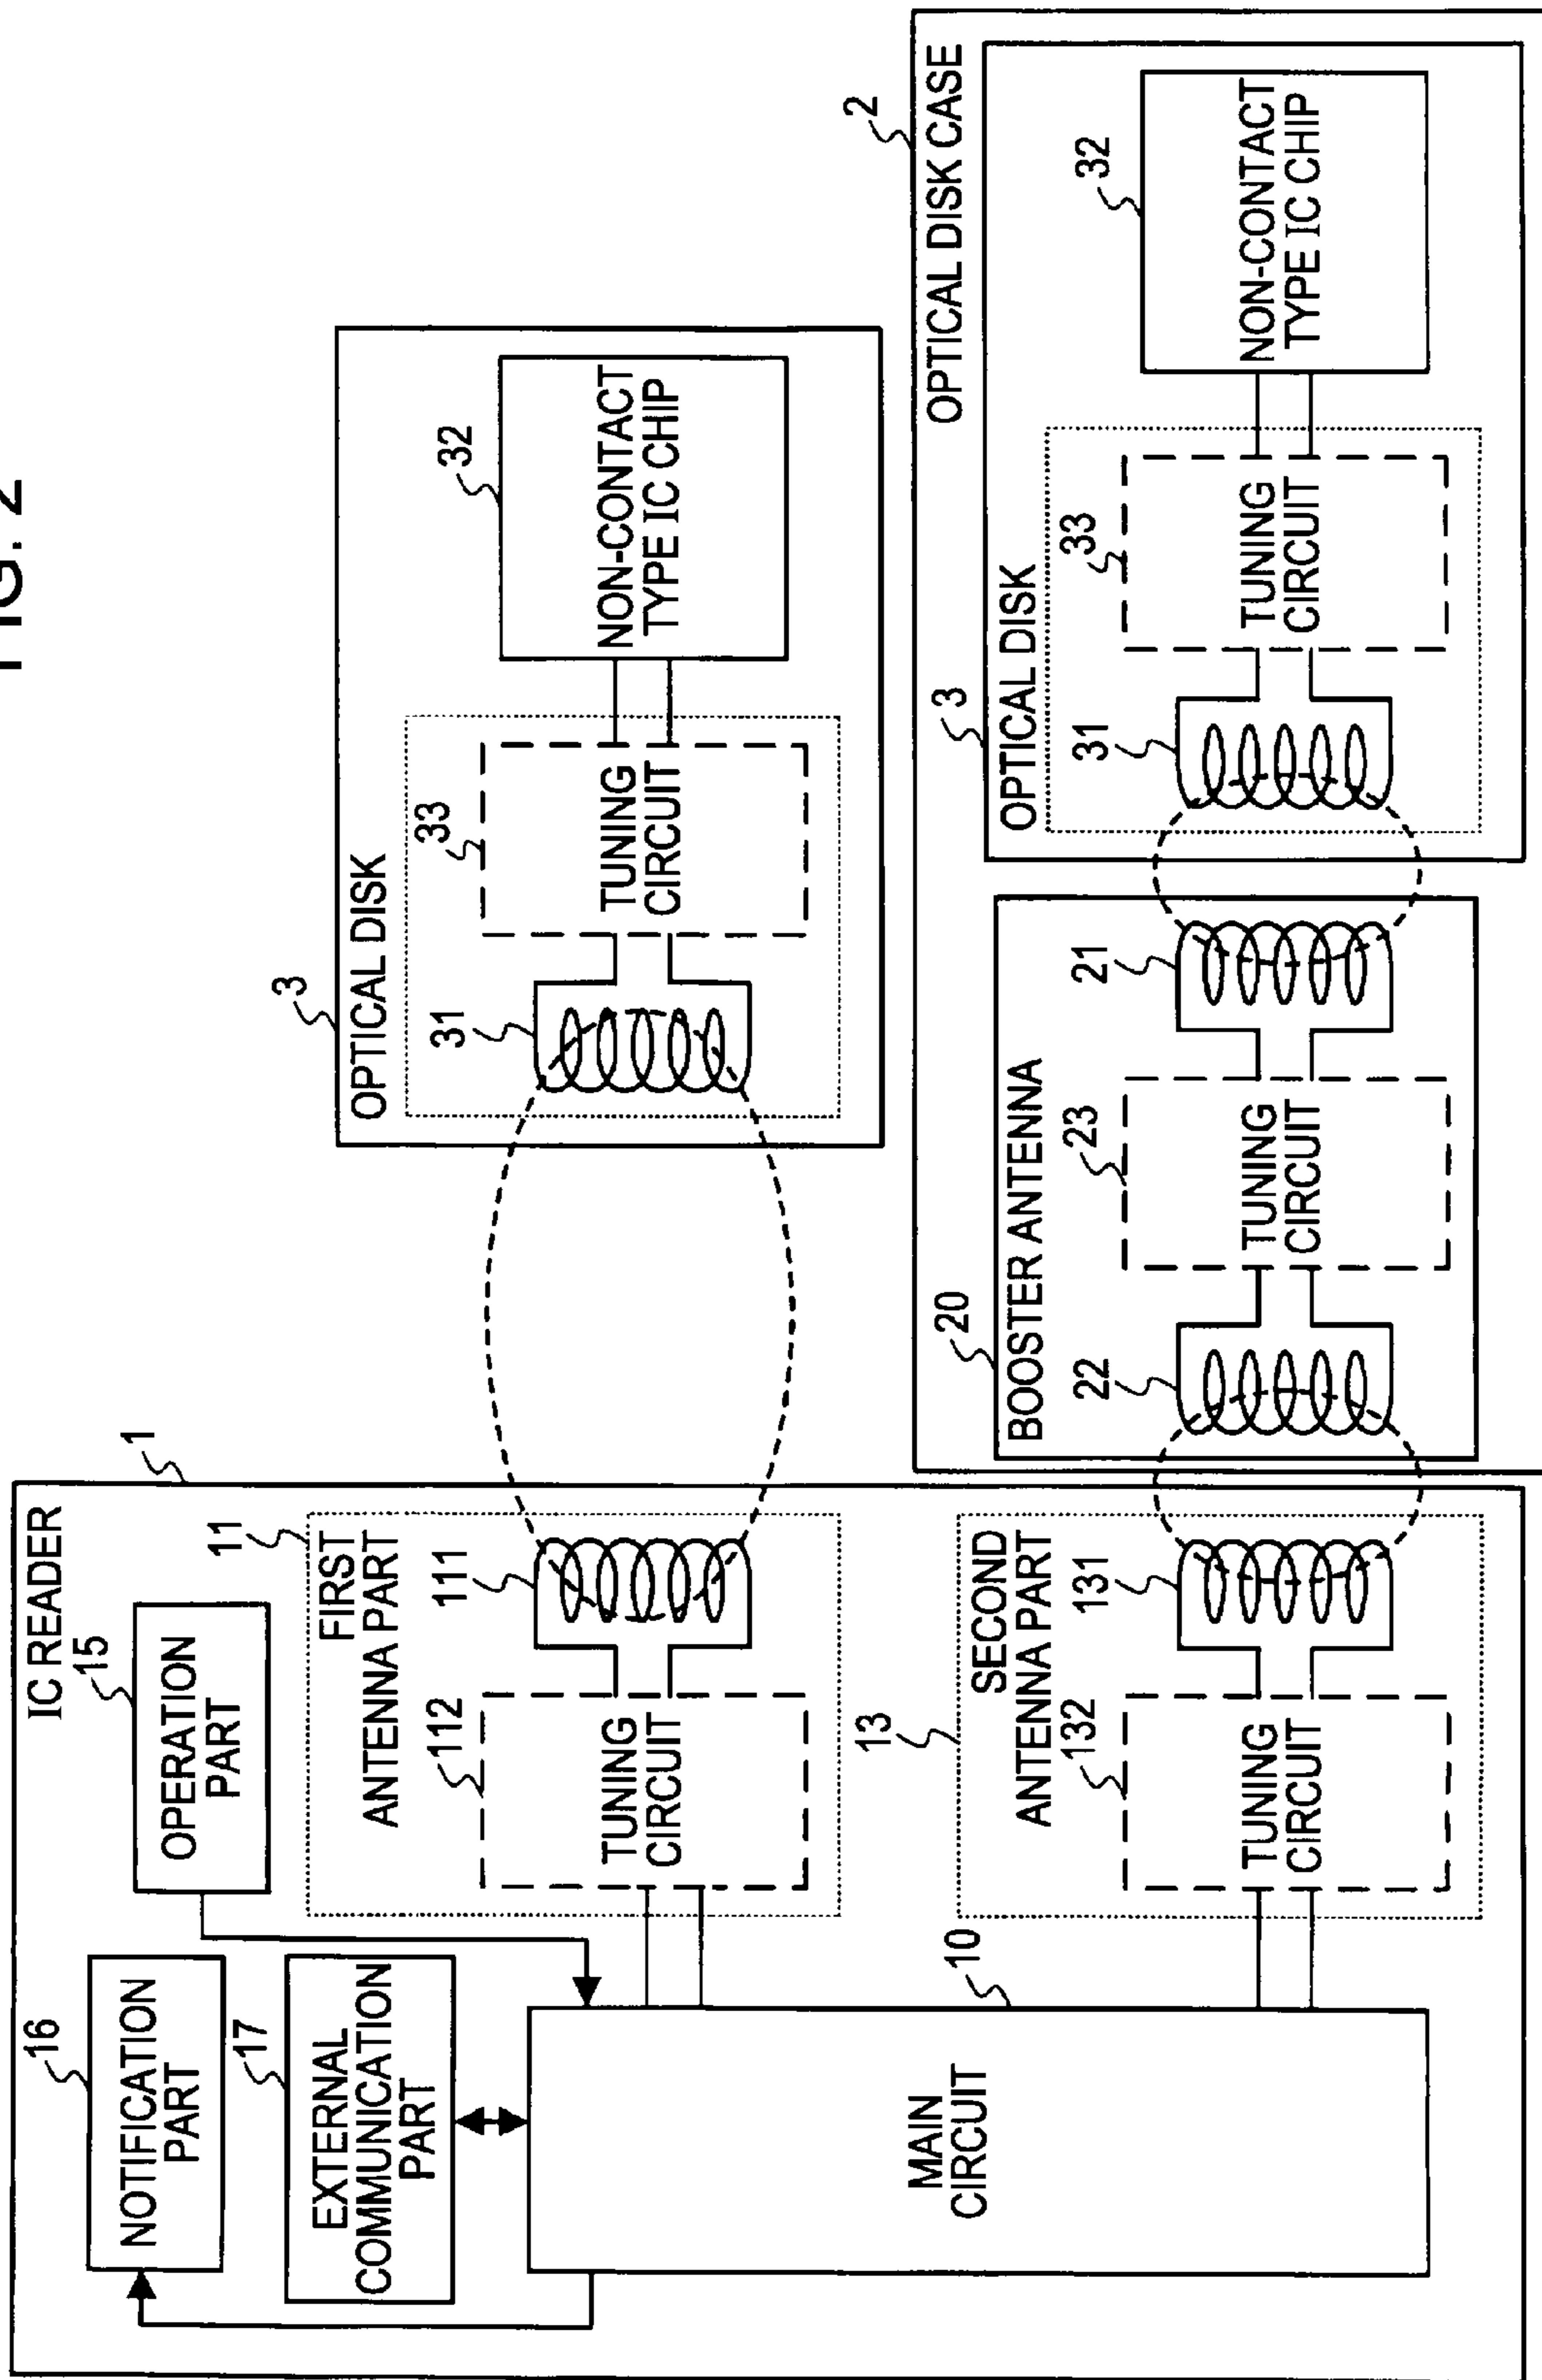 FIG. 2
IC READER
1
16
NOTIFICATION
PART
15
OPERATION
PART
17
EXTERNAL
COMMUNICATION
PART
11
FIRST
ANTENNA PART
112
111
TUNING
CIRCUIT
3
OPTICAL DISK
31
33
TUNING
CIRCUIT
32
NON-CONTACT
TYPE IC CHIP
10
MAIN
CIRCUIT
13
SECOND
ANTENNA PART
132
131
TUNING
CIRCUIT
2
OPTICAL DISK CASE
20
BOOSTER ANTENNA
22
23
21
TUNING
CIRCUIT
3
OPTICAL DISK
31
33
TUNING
CIRCUIT
32
NON-CONTACT
TYPE IC CHIP